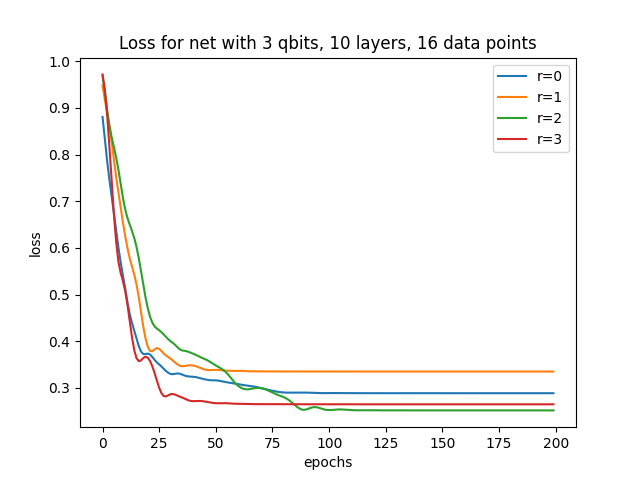 Loss for net with 3 qbits, 10 layers, 16 data points
1.0
0.9
0.8
0.7
0.6
0.5
0.4
0.3
loss
r=0
r=1
r=2
r=3
0 25 50 75 100 125 150 175 200
epochs